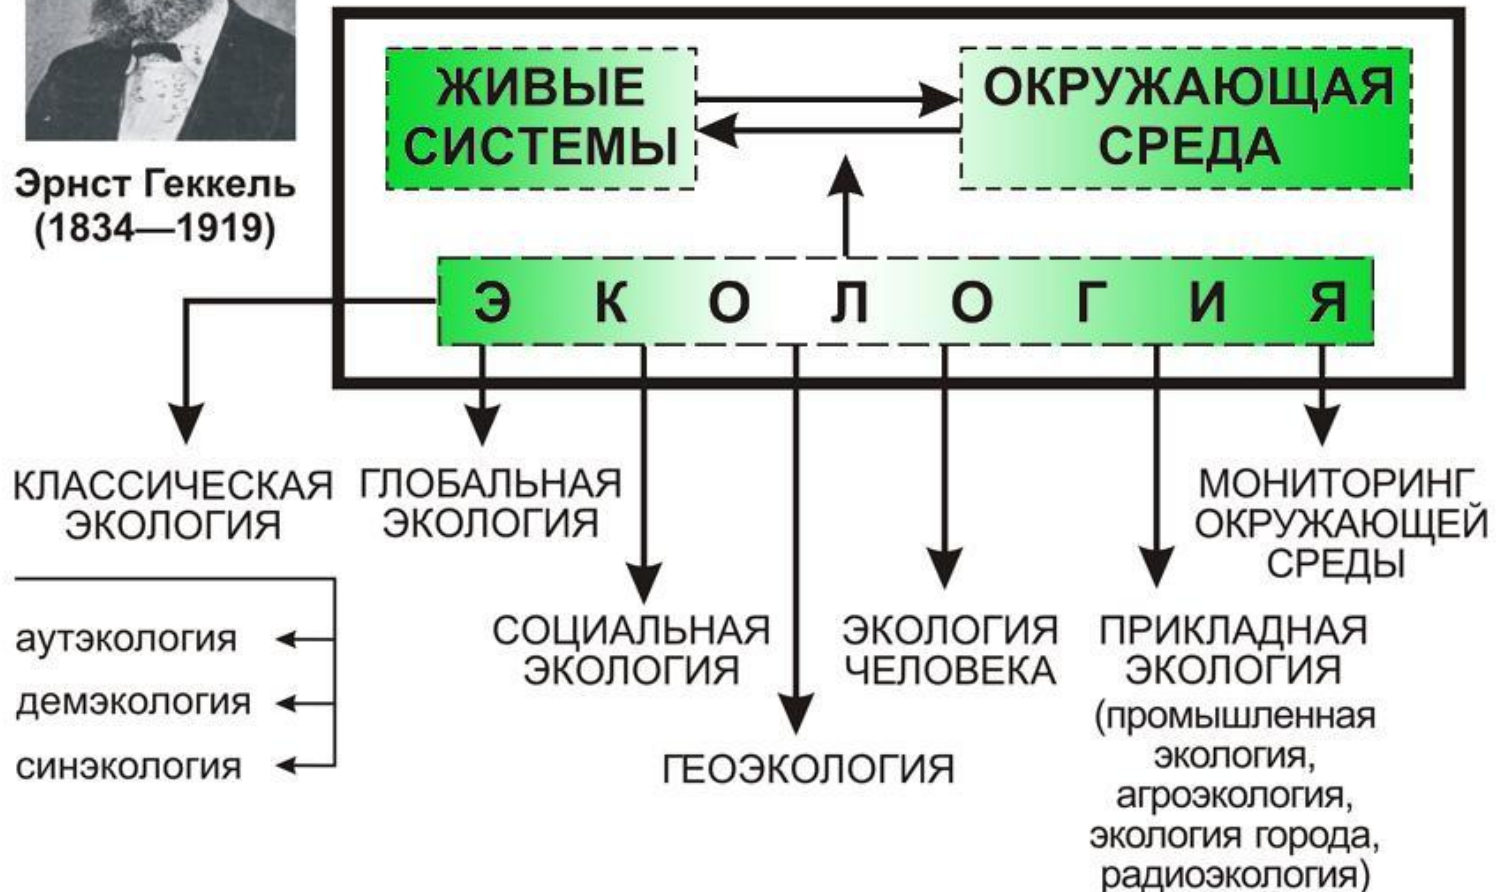 Эрнст Геккель
(1834—1919)
ЖИВЫЕ
СИСТЕМЫ
ОКРУЖАЮЩАЯ
СРЕДА
ЭКОЛОГИЯ
КЛАССИЧЕСКАЯ
ЭКОЛОГИЯ
аутэкология
демэкология
синэкология
ГЛОБАЛЬНАЯ
ЭКОЛОГИЯ
СОЦИАЛЬНАЯ
ЭКОЛОГИЯ
ГЕОЭКОЛОГИЯ
ЭКОЛОГИЯ
ЧЕЛОВЕКА
ПРИКЛАДНАЯ
ЭКОЛОГИЯ
(промышленная
экология,
агроэкология,
экология города,
радиоэкология)
МОНИТОРИНГ
ОКРУЖАЮЩЕЙ
СРЕДЫ